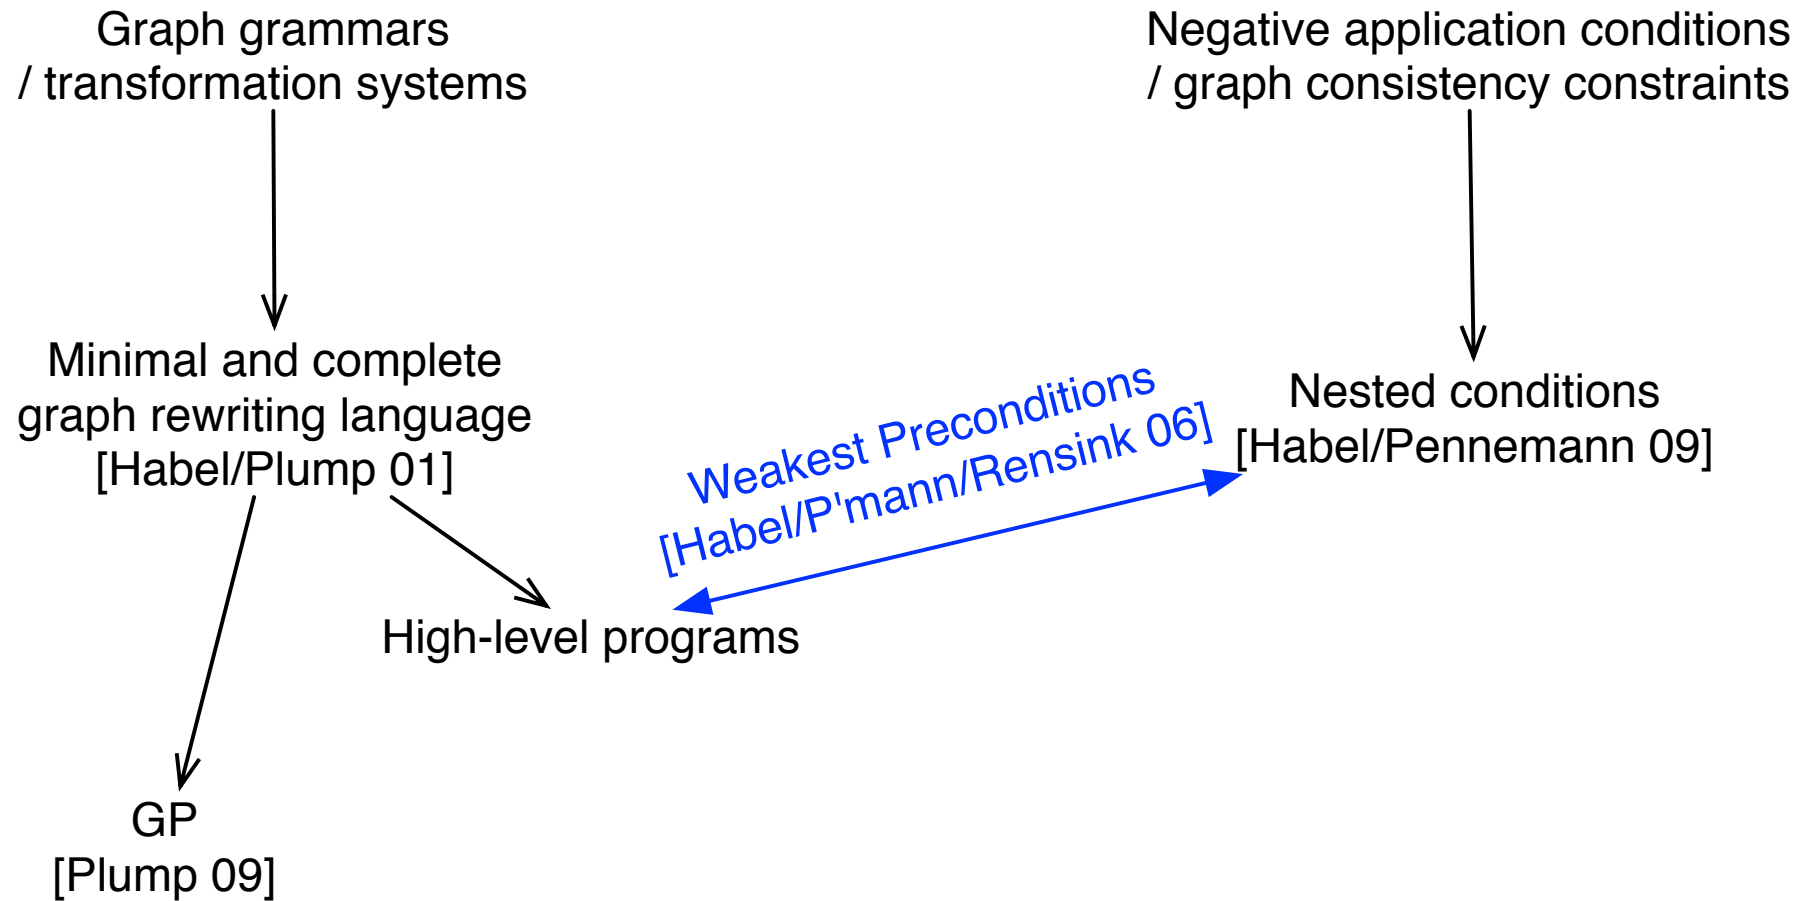 Graph grammars
/ transformation systems
Negative application conditions
/ graph consistency constraints
Minimal and complete
graph rewriting language
[Habel/Plump 01]
Weakest Preconditions
[Habel/P'mann/Rensink 06]
Nested conditions
[Habel/Pennemann 09]
High-level programs
GP
[Plump 09]